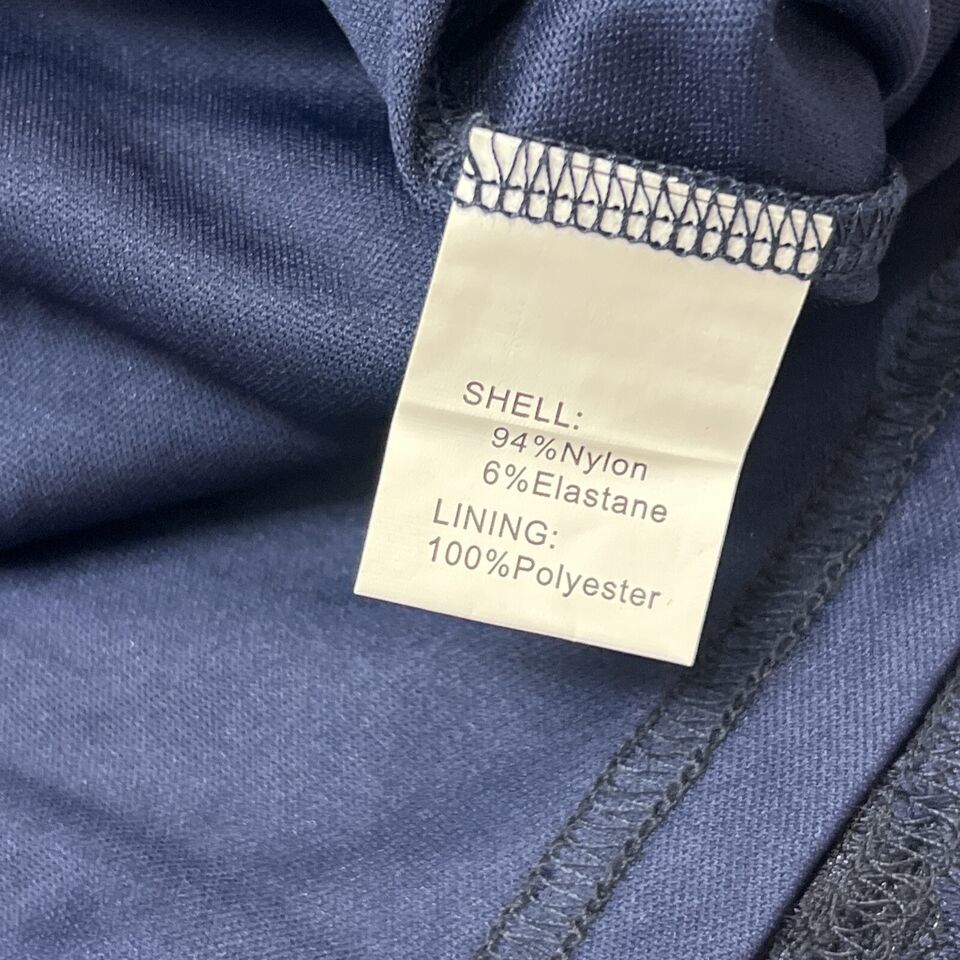 SHELL:
94%Nylon
6%Elastane
LINING:
100%Polyester